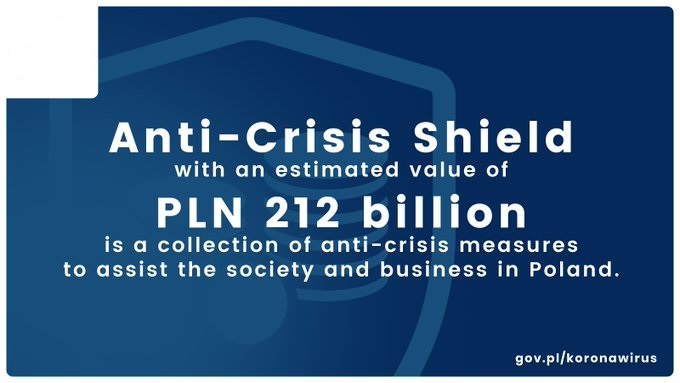 Anti-Crisis Shield
with an estimated value of
PLN 212 billion
is a collection of anti-crisis measures
to assist the society and business in Poland.
gov.pl/koronawirus